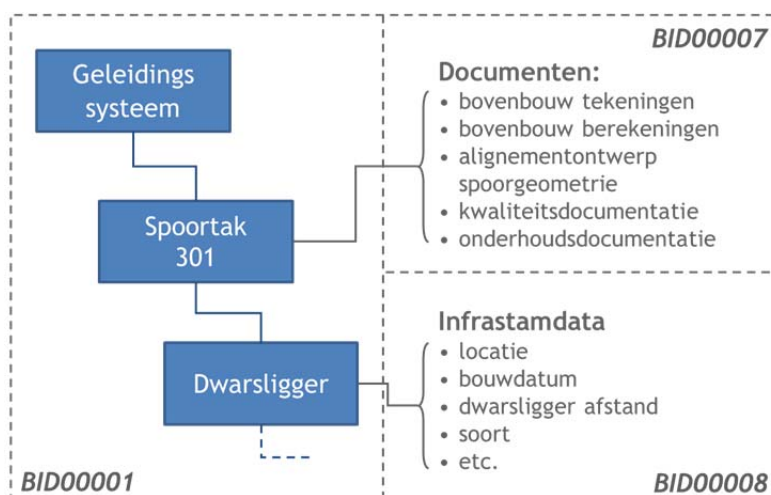 BID00007
Geleidings
systeem
Documenten:
• bovenbouw tekeningen
• bovenbouw berekeningen
• alignementontwerp
spoorgeometrie
• kwaliteitsdocumentatie
• onderhoudsdocumentatie
Spoortak
301
Infrastamdata
• locatie
• bouwdatum
• dwarsligger afstand
• soort
• etc.
Dwarsligger
BID00001
BID00008